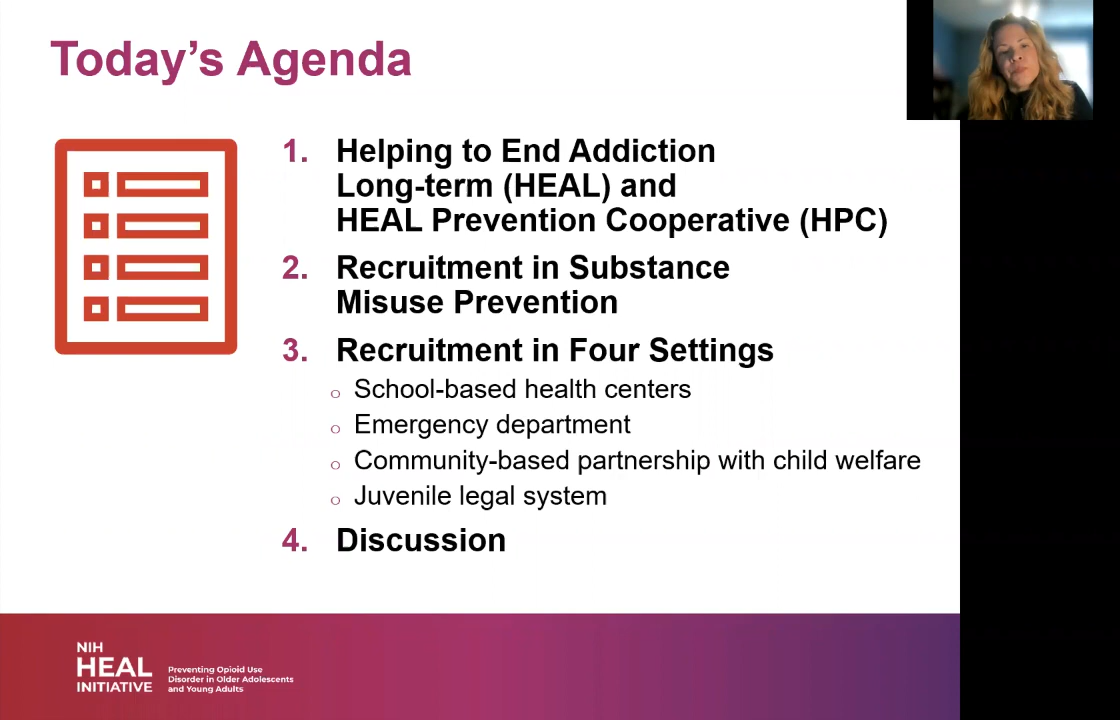 Today's Agenda
1. Helping to End Addiction
Long-term (HEAL) and
HEAL Prevention Cooperative (HPC)
2. Recruitment in Substance
Misuse Prevention
3. Recruitment in Four Settings
o School-based health centers
o Emergency department
o Community-based partnership with child welfare
o Juvenile legal system
4. Discussion
NIH
HEAL
INITIATIVE
Preventing Opioid Use
Disorder in Older Adolescents
and Young Adults